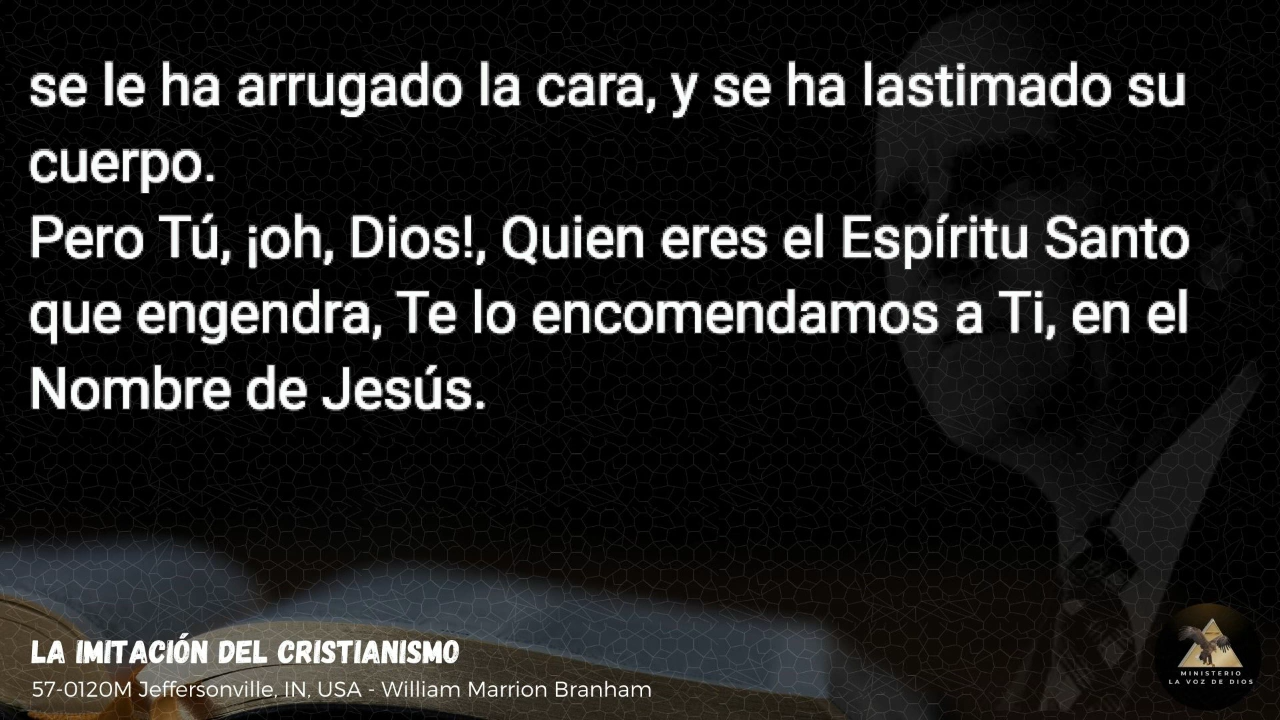 se le ha arrugado la cara, y se ha lastimado su
cuerpo.
Pero Tú, ¡oh, Dios!, Quien eres el Espíritu Santo
que engendra, Te lo encomendamos a Ti, en el
Nombre de Jesús.
LA IMITACIÓN DEL CRISTIANISMO
57-0120M Jeffersonville, IN, USA - William Marrion Branham
MINISTERIO
LA VOZ DE DIOS